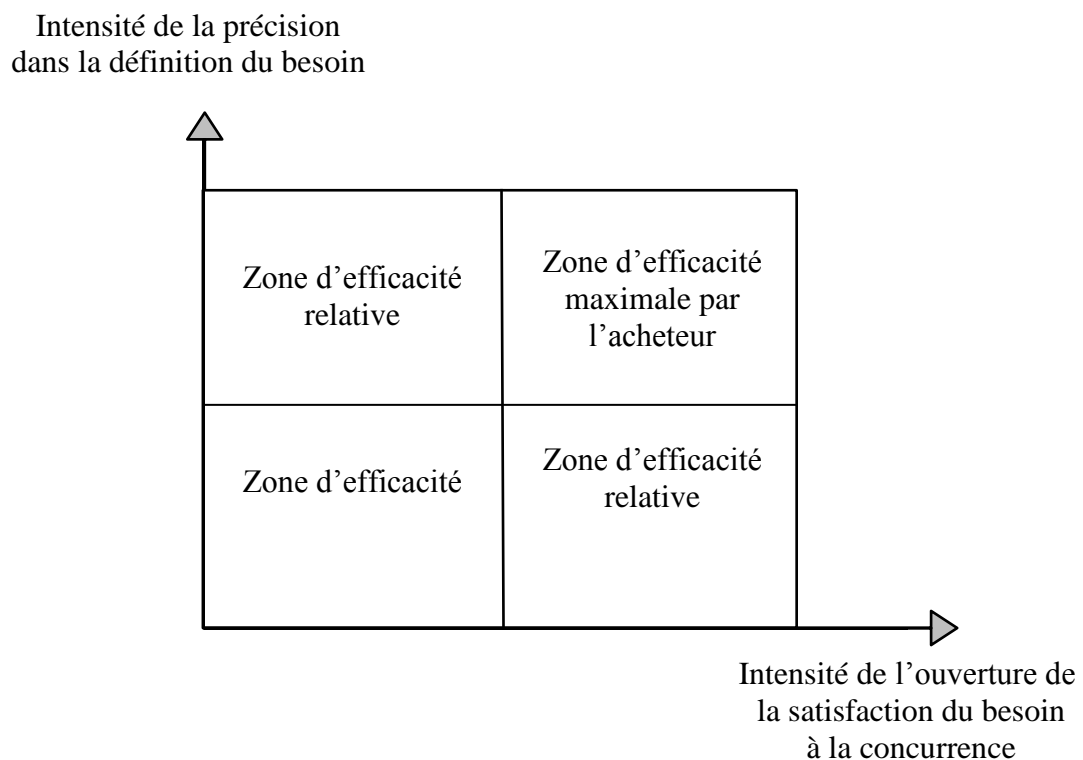 Intensité de la précision
dans la définition du besoin
Zone d’efficacité
relative
Zone d’efficacité
maximale par
l’acheteur
Zone d’efficacité
Zone d’efficacité
relative
Intensité de l’ouverture de
la satisfaction du besoin
à la concurrence